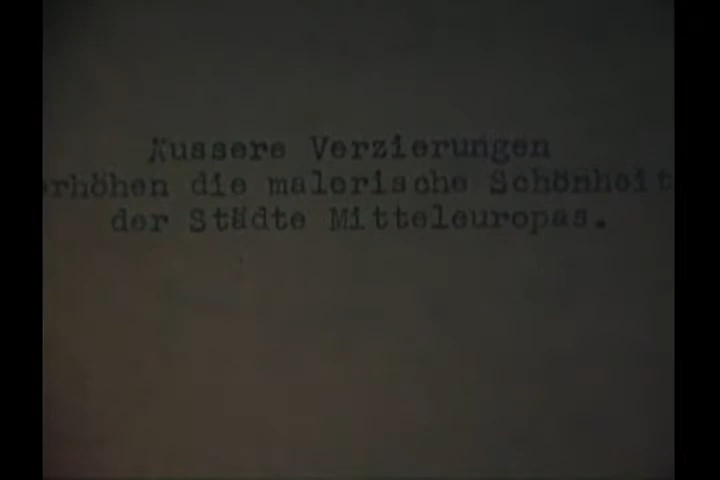 Äussere Verzierungen
erhöhen die malerische Schönheit
der Städte Mitteleuropas.